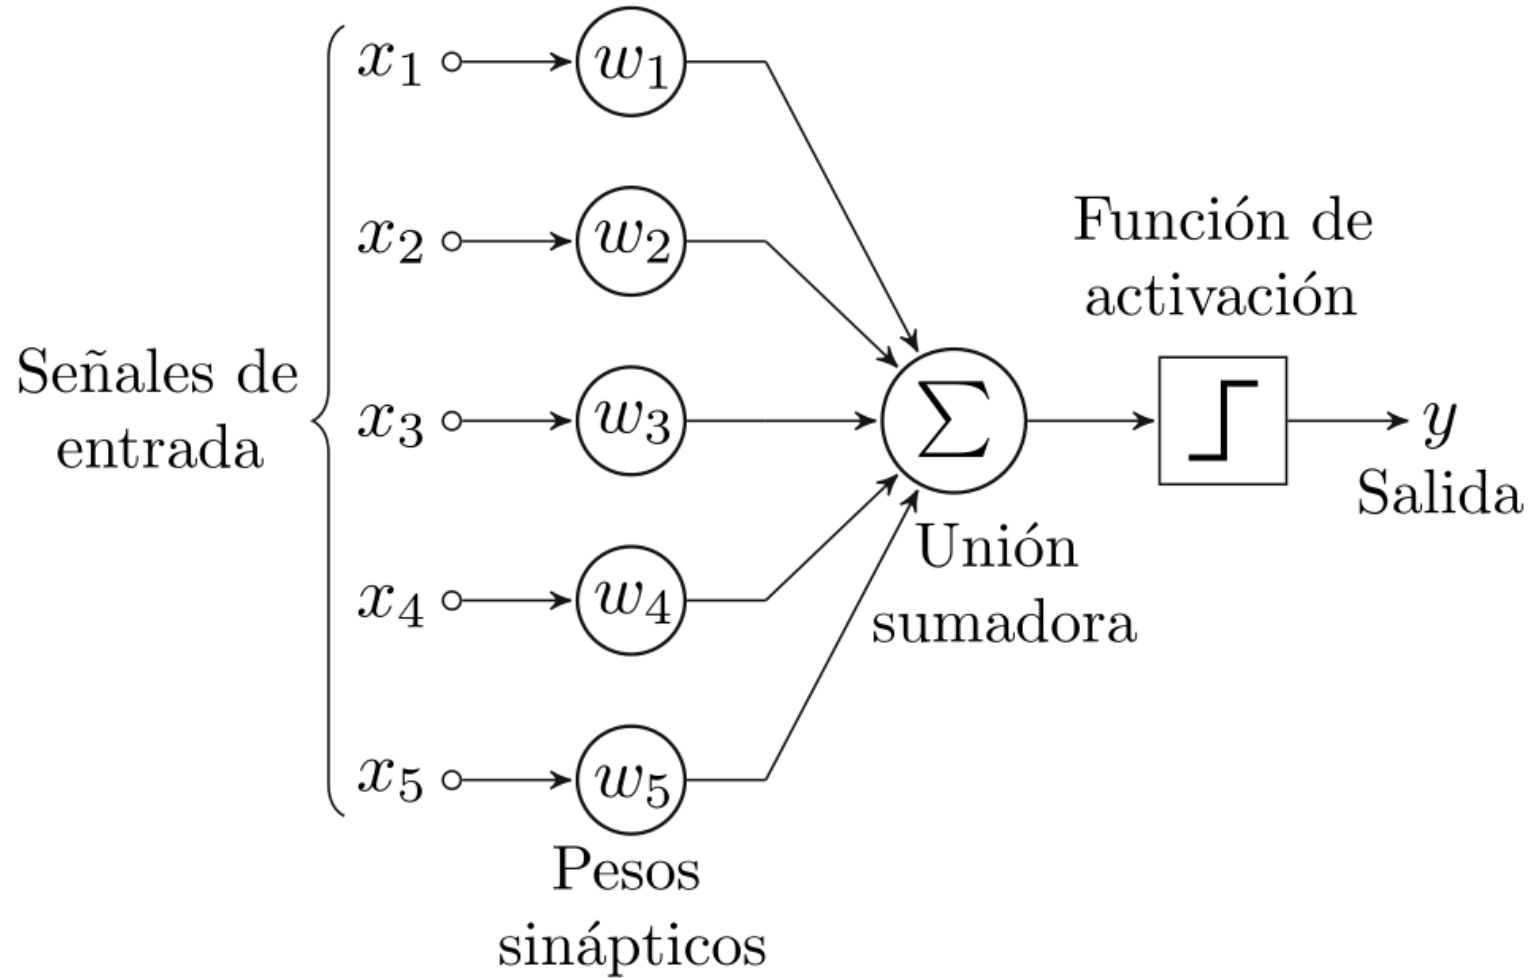 Señales de
entrada
x₁
w₁
x₂
w₂
x₃
w₃
x₄
w₄
x₅
w₅
Pesos
sinápticos
Σ
Unión
sumadora
Función de
activación
y
Salida